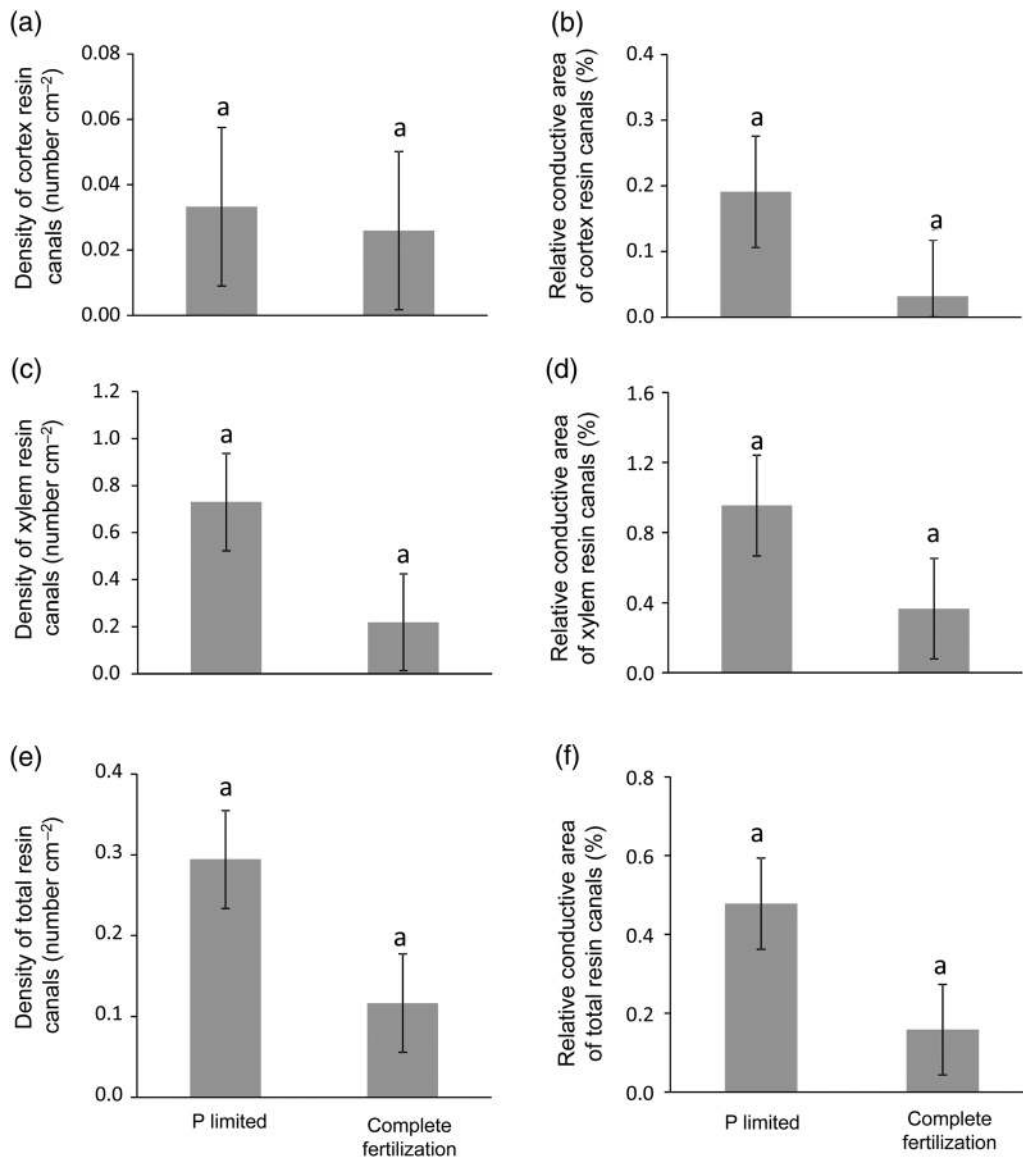 (a)
Density of cortex resin
canals (number cm⁻²)
0.08
0.06
0.04
0.02
0.00
a
a
(b)
Relative conductive area
of cortex resin canals (%)
0.4
0.3
0.2
0.1
0.0
a
a
(c)
Density of xylem resin
canals (number cm⁻²)
1.2
1.0
0.8
0.6
0.4
0.2
0.0
a
a
(d)
Relative conductive area
of xylem resin canals (%)
1.6
1.2
0.8
0.4
0.0
a
a
(e)
Density of total resin
canals (number cm⁻²)
0.4
0.3
0.2
0.1
0.0
a
a
P limited
Complete
fertilization
(f)
Relative conductive area
of total resin canals (%)
0.8
0.6
0.4
0.2
0.0
a
a
P limited
Complete
fertilization